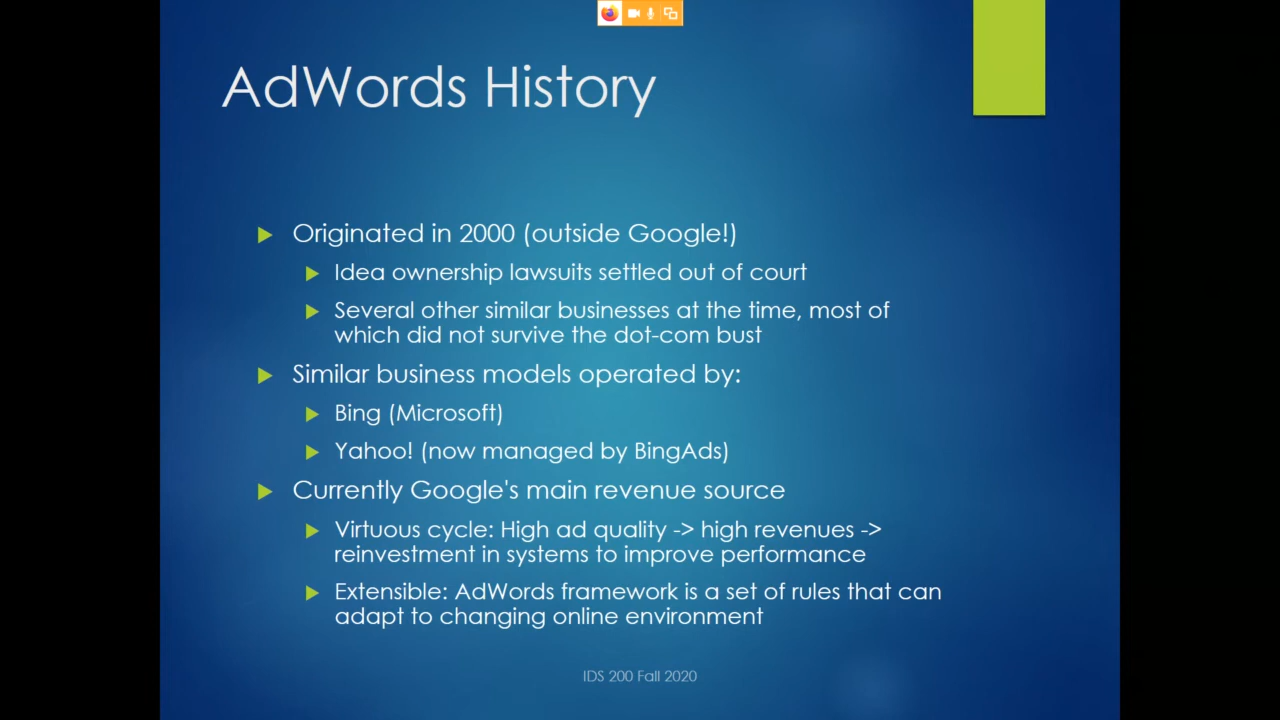 AdWords History
Originated in 2000 (outside Google!)
Idea ownership lawsuits settled out of court
Several other similar businesses at the time, most of
which did not survive the dot-com bust
Similar business models operated by:
Bing (Microsoft)
Yahoo! (now managed by BingAds)
Currently Google's main revenue source
Virtuous cycle: High ad quality -> high revenues ->
reinvestment in systems to improve performance
Extensible: AdWords framework is a set of rules that can
adapt to changing online environment
IDS 200 Fall 2020